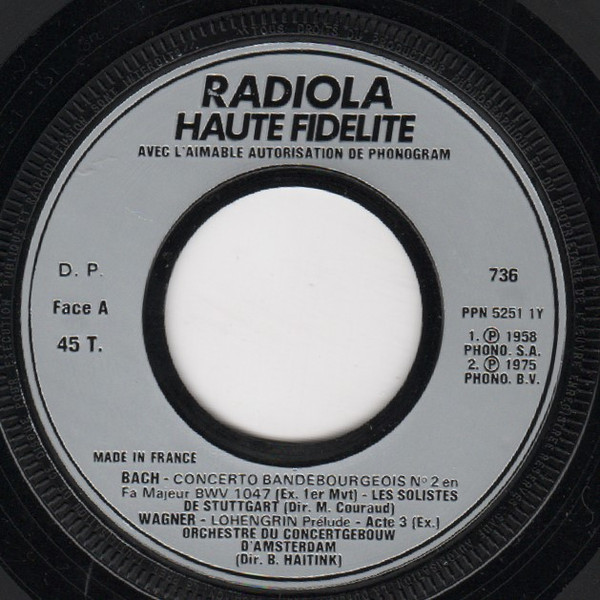 RADIOLA
HAUTE FIDELITE
AVEC L'AIMABLE AUTORISATION DE PHONOGRAM
D. P.
736
Face A
PPN 5251 1Y
45 T.
1. Ⓟ 1958
PHONO. S.A.
2. Ⓟ 1975
PHONO. B.V.
MADE IN FRANCE
BACH - CONCERTO BANDEBOURGEOIS Nº 2 en
Fa Majeur BWV 1047 (Ex. 1er Mvt) - LES SOLISTES
DE STUTTGART (Dir. M. Couraud)
WAGNER - LOHENGRIN Prélude - Acte 3 (Ex.)
ORCHESTRE DU CONCERTGEBOUW
D'AMSTERDAM
(Dir. B. HAITINK)